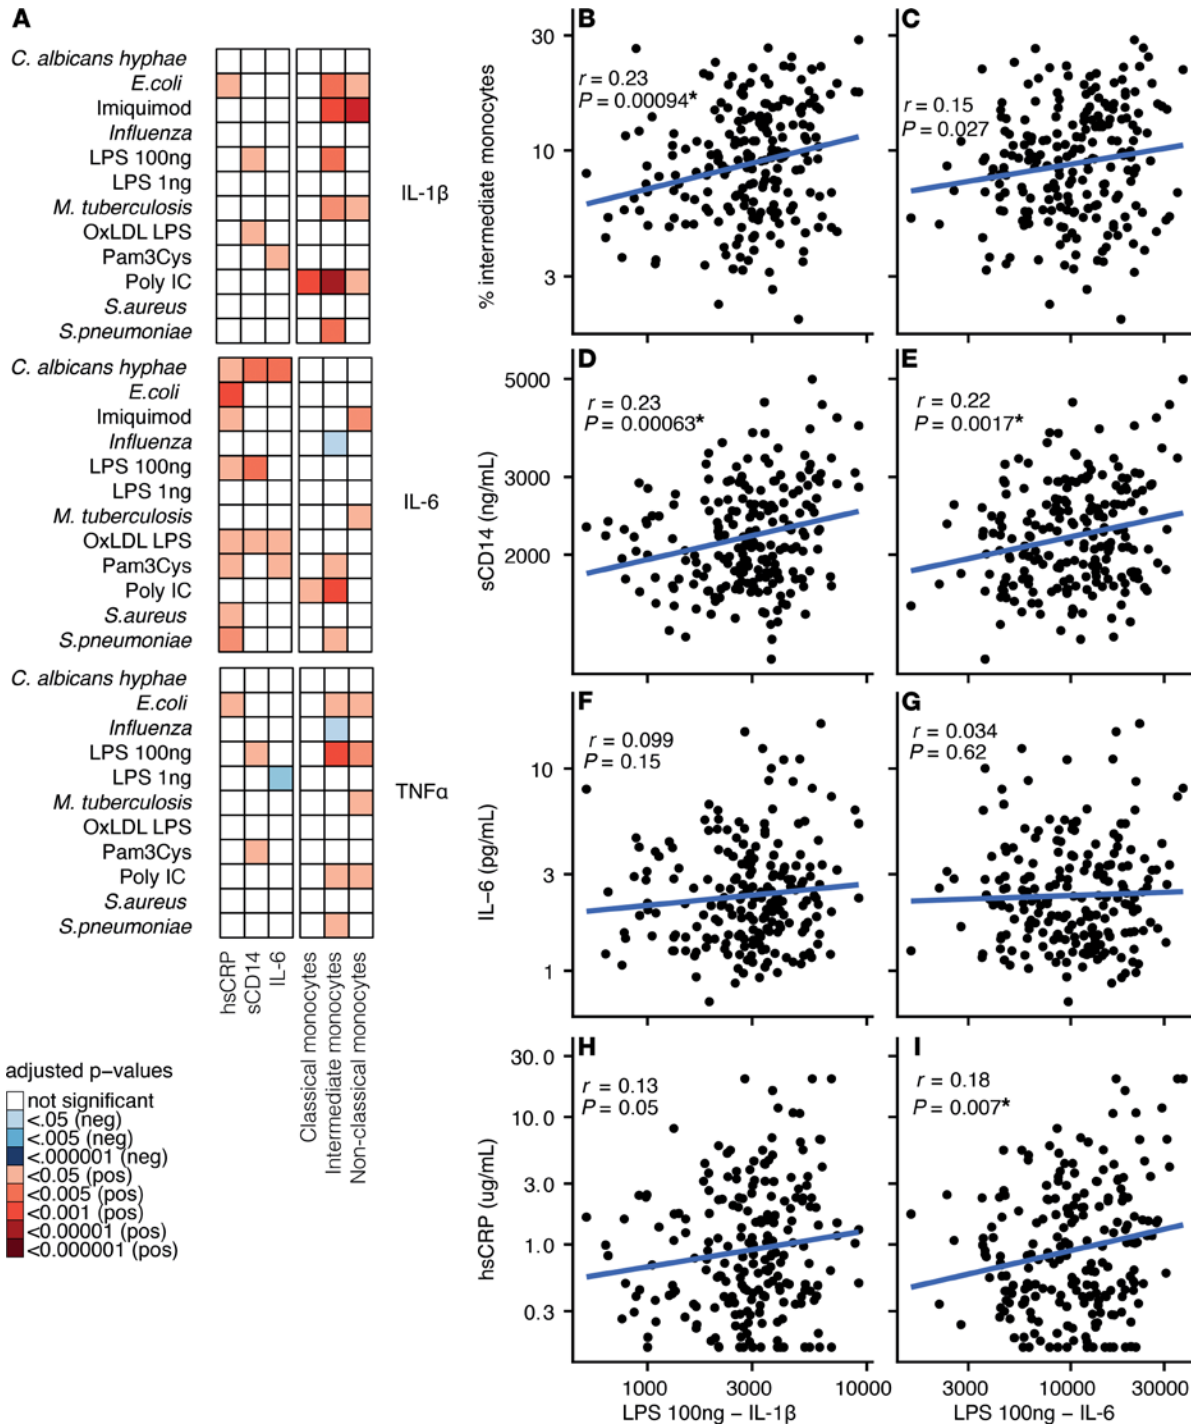 A
C. albicans hyphae
E.coli
Imiquimod
Influenza
LPS 100ng
LPS 1ng
M. tuberculosis
OxLDL LPS
Pam3Cys
Poly IC
S.aureus
S.pneumoniae
IL-1β
C. albicans hyphae
E.coli
Imiquimod
Influenza
LPS 100ng
LPS 1ng
M. tuberculosis
OxLDL LPS
Pam3Cys
Poly IC
S.aureus
S.pneumoniae
IL-6
C. albicans hyphae
E.coli
Influenza
LPS 100ng
LPS 1ng
M. tuberculosis
OxLDL LPS
Pam3Cys
Poly IC
S.aureus
S.pneumoniae
TNFα
hsCRP
sCD14
IL-6
Classical monocytes
Intermediate monocytes
Non-classical monocytes
adjusted p-values
not significant
<.05 (neg)
<.005 (neg)
<.000001 (neg)
<0.05 (pos)
<0.005 (pos)
<0.001 (pos)
<0.00001 (pos)
<0.000001 (pos)
B
r = 0.23
P = 0.00094*
% intermediate monocytes
30
10
3
C
r = 0.15
P = 0.027
D
r = 0.23
P = 0.00063*
sCD14 (ng/mL)
5000
3000
2000
E
r = 0.22
P = 0.0017*
F
r = 0.099
P = 0.15
IL-6 (pg/mL)
10
3
1
G
r = 0.034
P = 0.62
H
r = 0.13
P = 0.05
hsCRP (ug/mL)
30.0
10.0
3.0
1.0
0.3
1000 3000 10000
LPS 100ng – IL-1β
I
r = 0.18
P = 0.007*
3000 10000 30000
LPS 100ng – IL-6